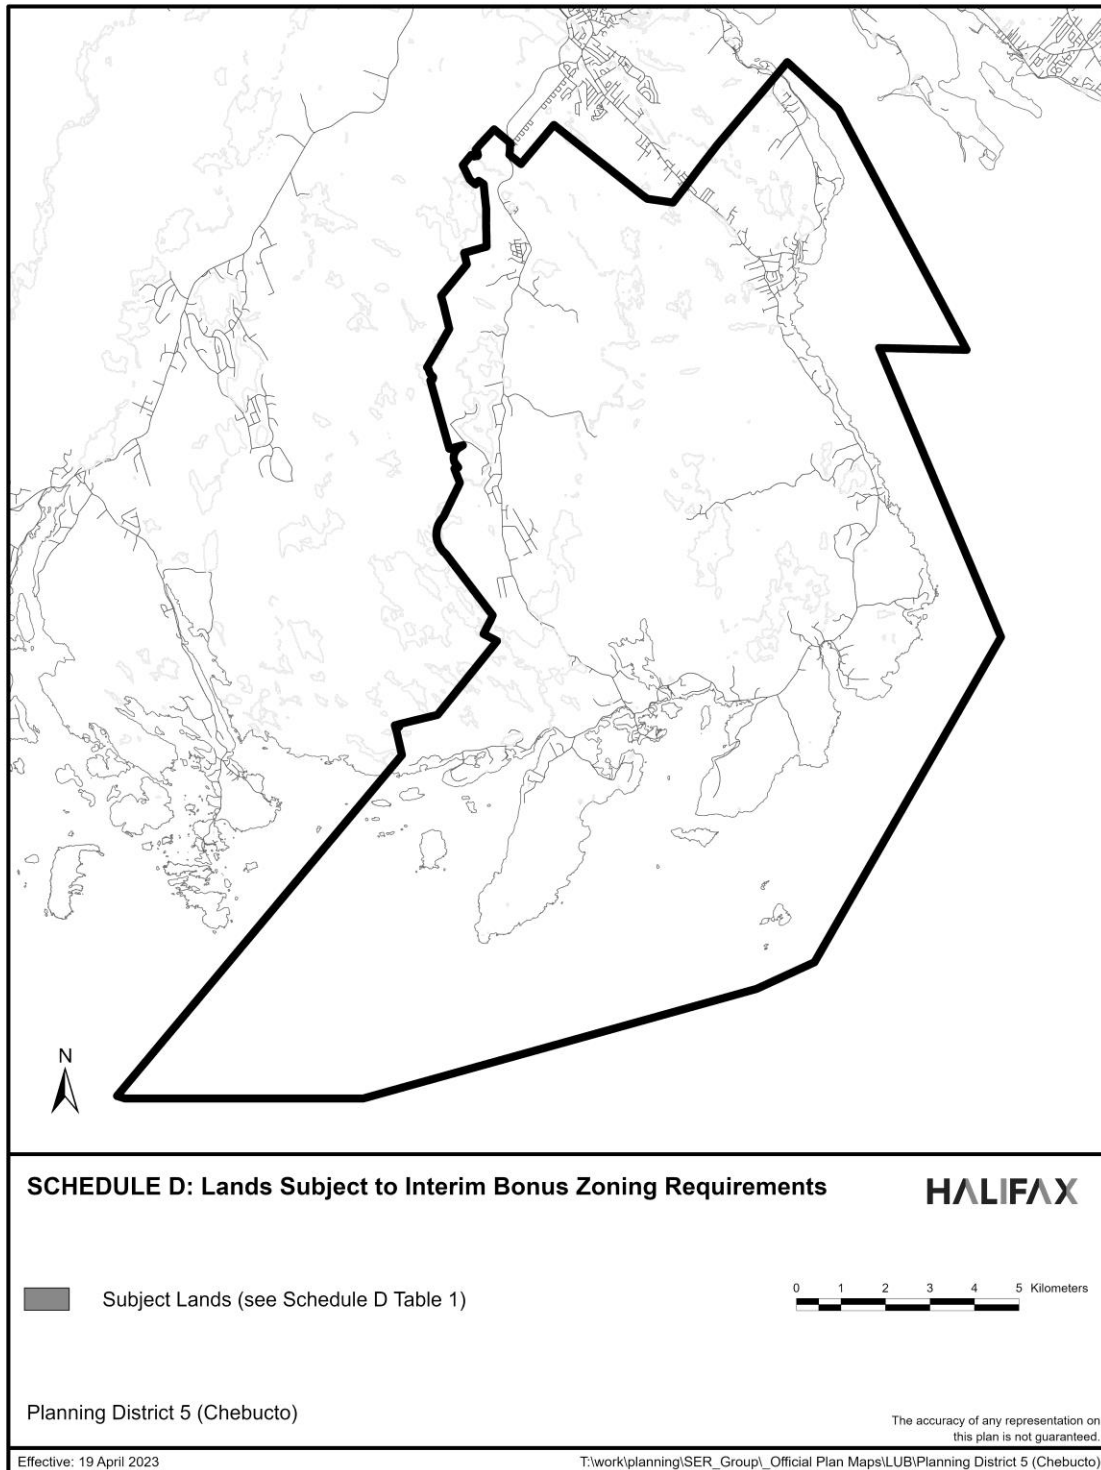 N
SCHEDULE D: Lands Subject to Interim Bonus Zoning Requirements
HALIFAX
Subject Lands (see Schedule D Table 1)
0 1 2 3 4 5 Kilometers
Planning District 5 (Chebucto)
The accuracy of any representation on
this plan is not guaranteed.
Effective: 19 April 2023
T:\work\planning\SER_Group\_Official Plan Maps\LUB\Planning District 5 (Chebucto)